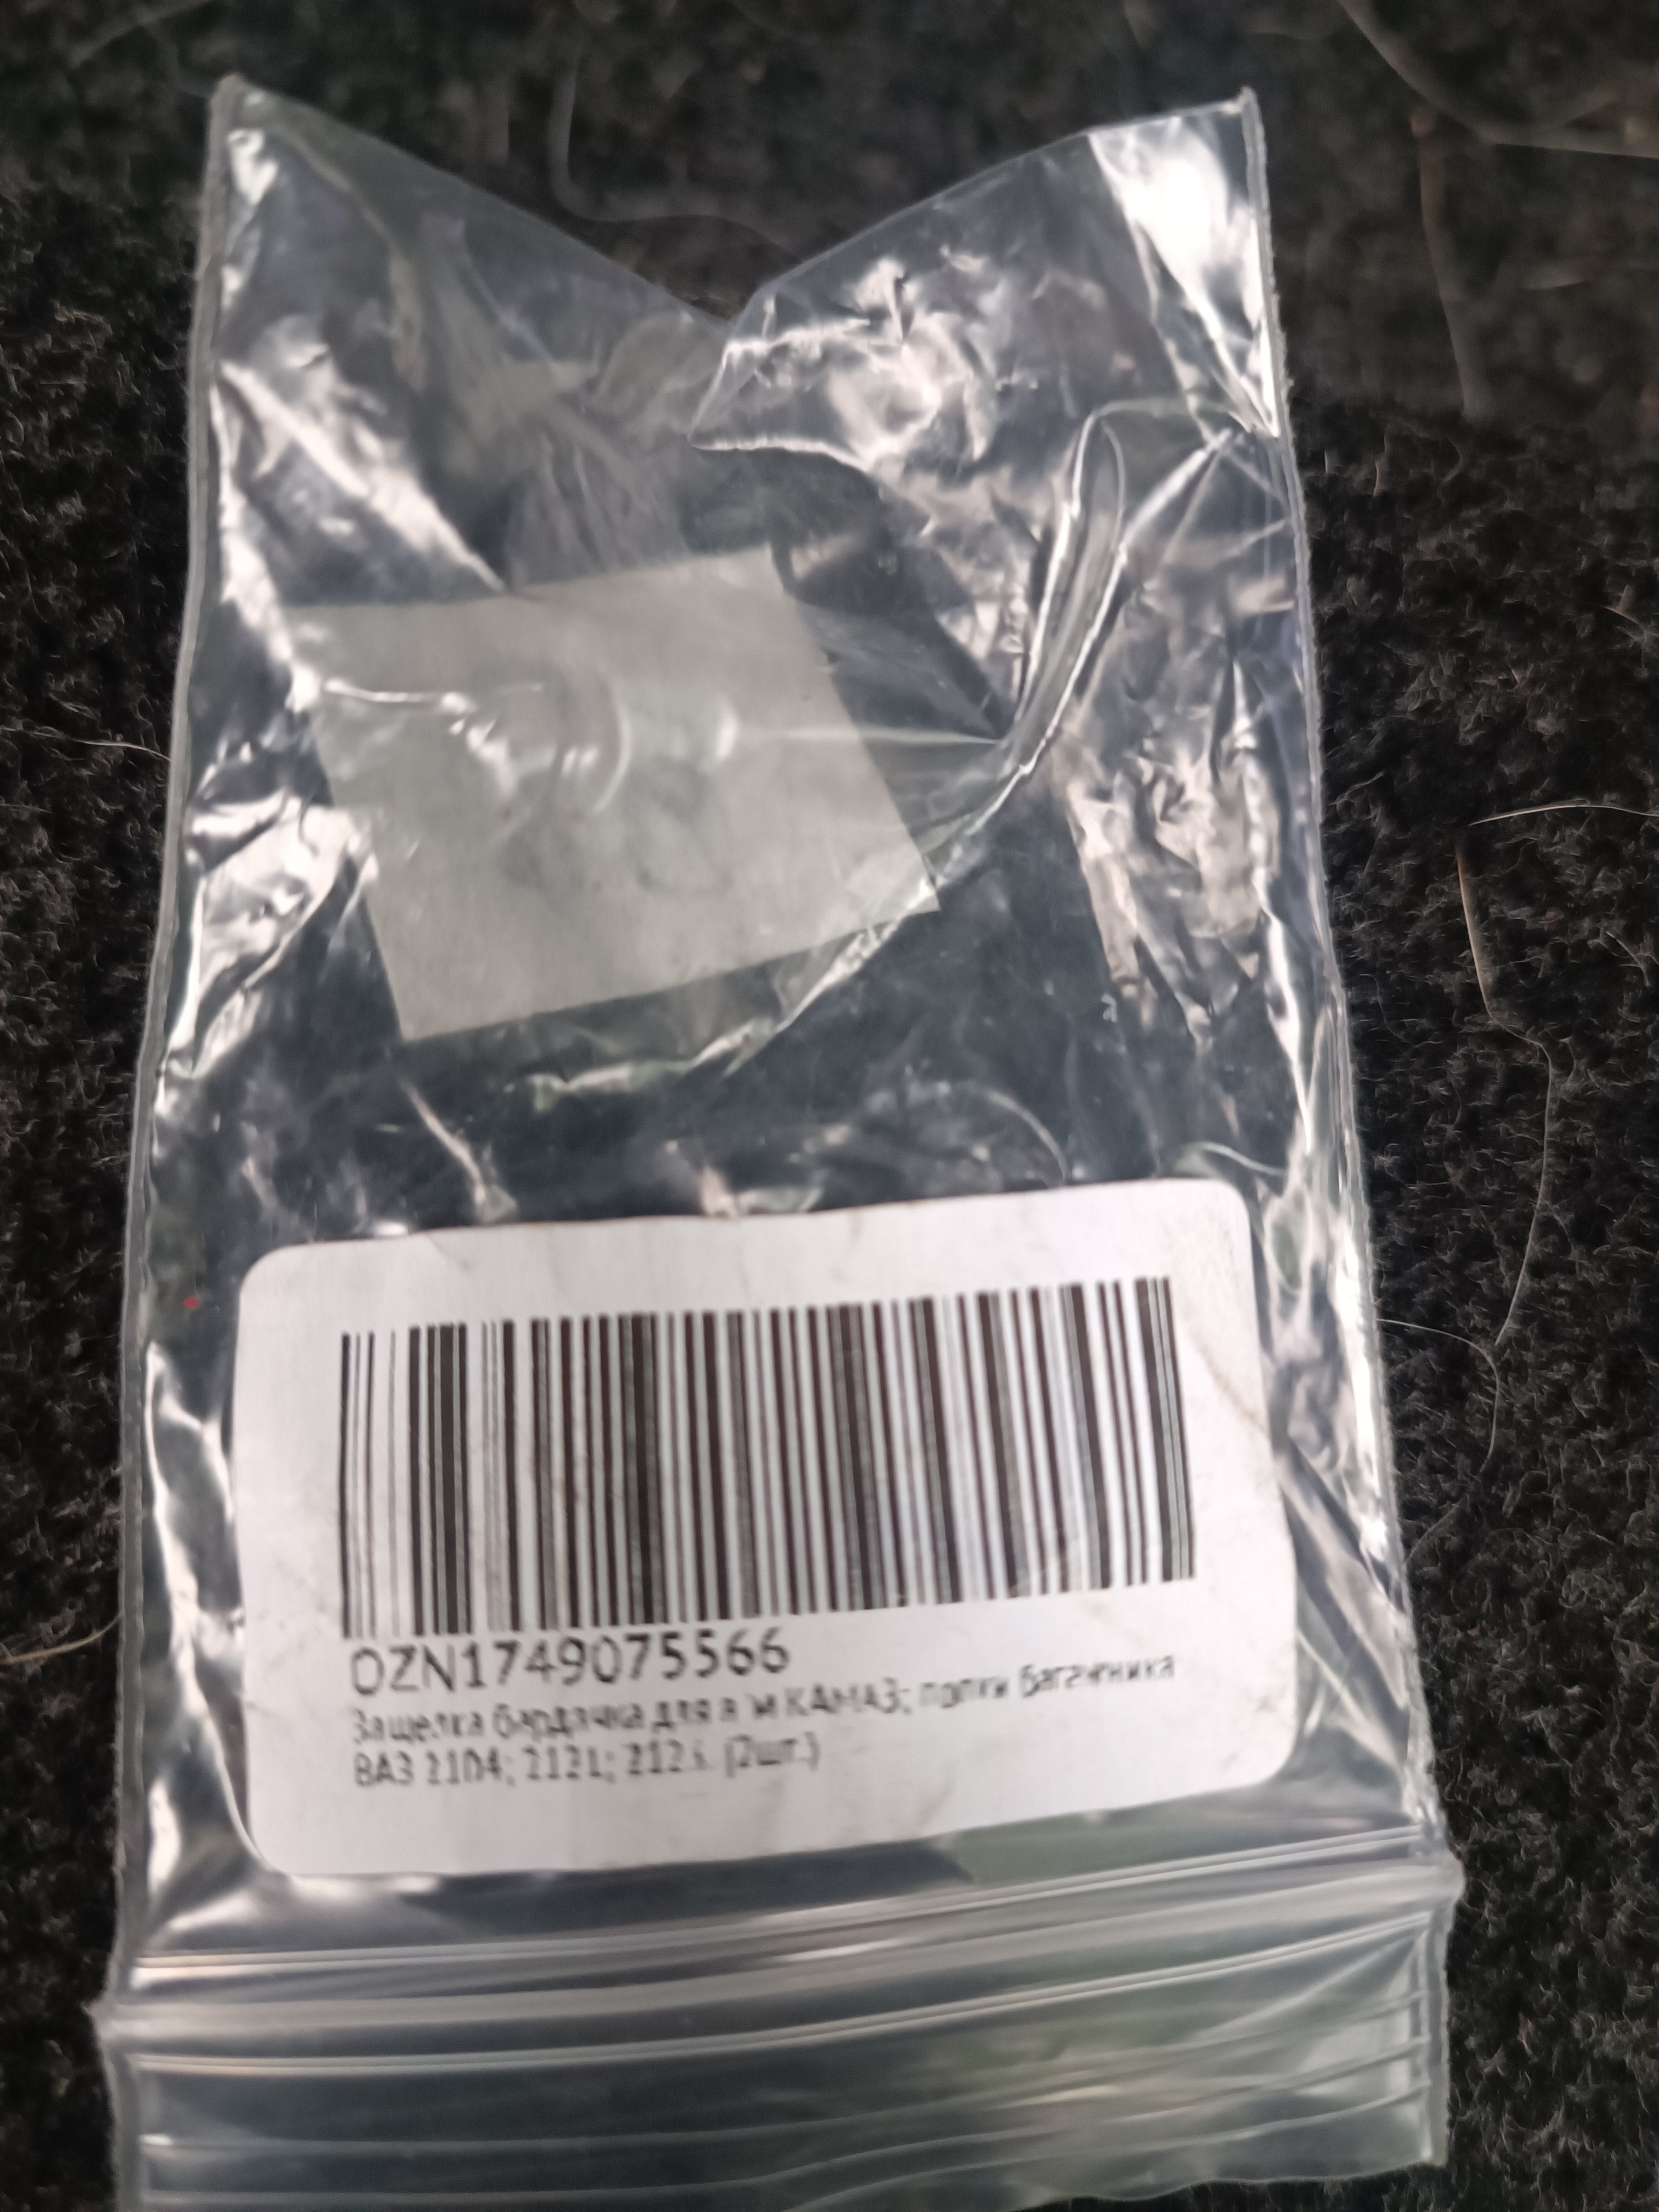 OZN1749075566
Защелка бардачка для а/м КАМАЗ; полки багажника
ВАЗ 2104; 2121; (2шт.)